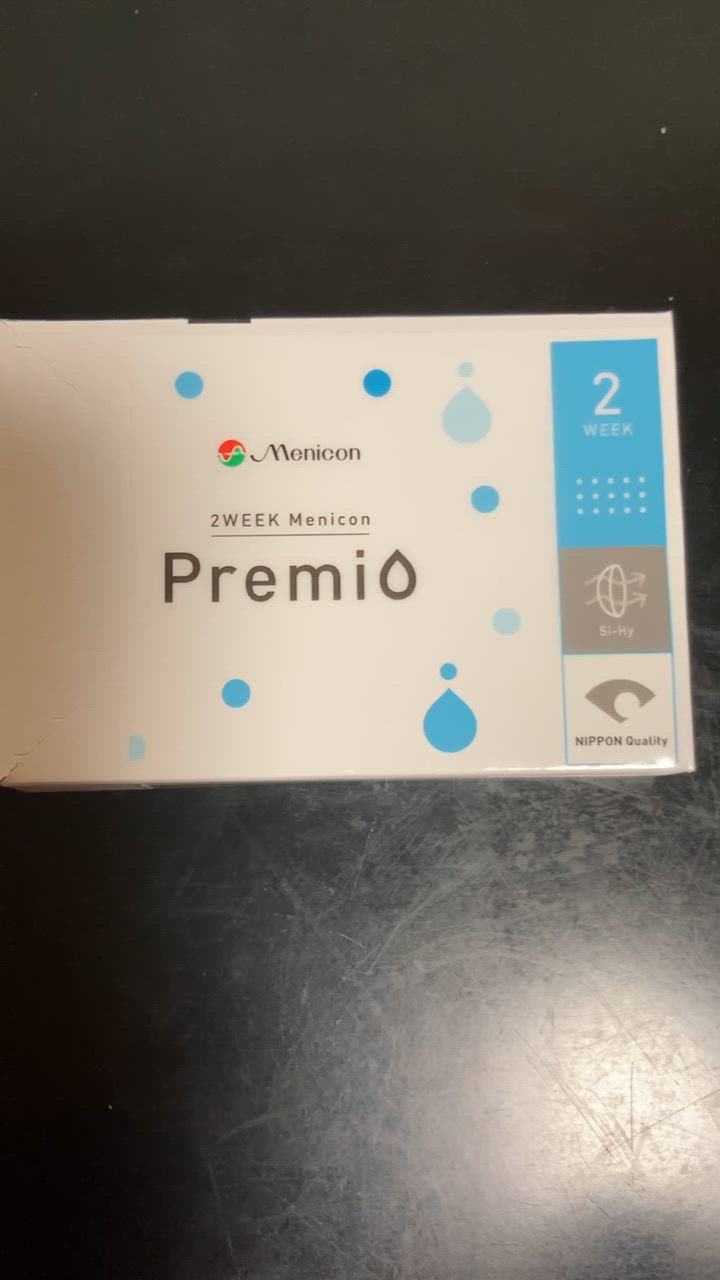 Menicon
2WEEK Menicon
Premio
2
WEEK
Si-Hy
NIPPON Quality